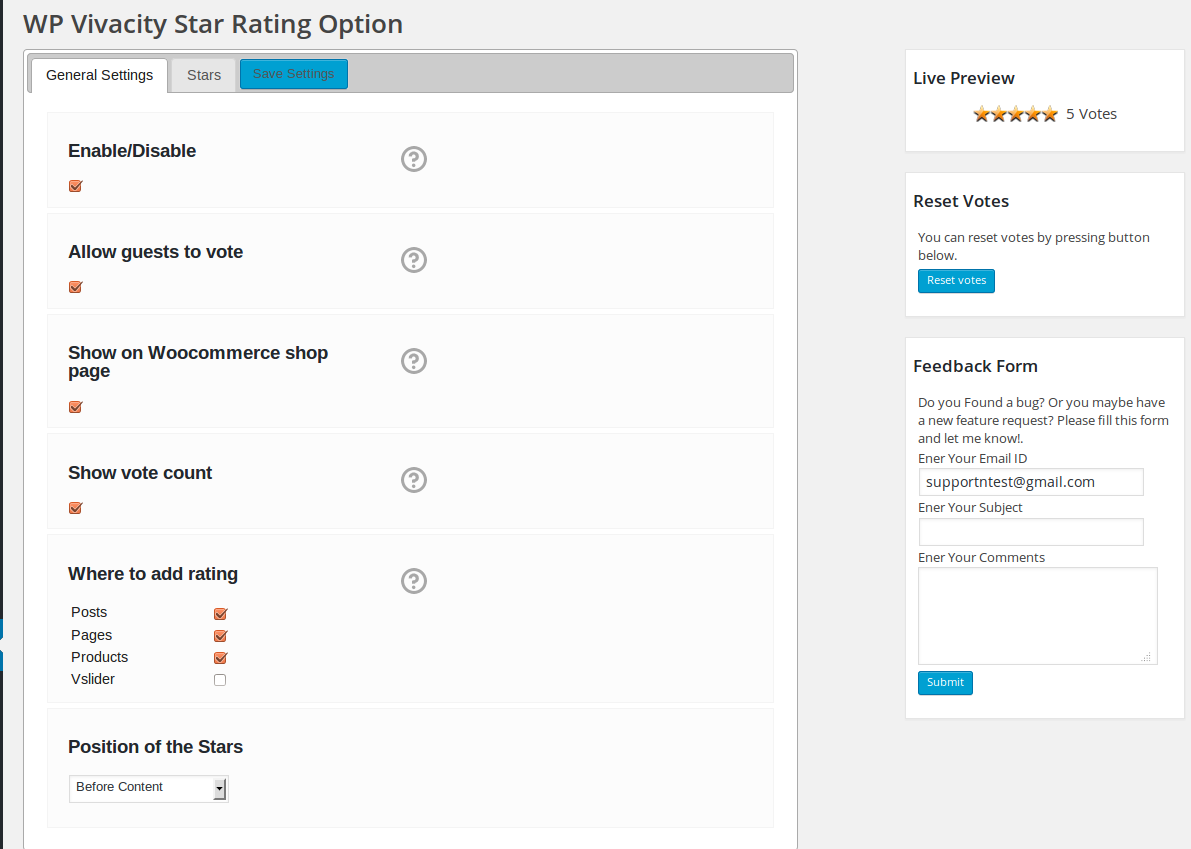 WP Vivacity Star Rating Option
General Settings
Stars
Save Settings
Enable/Disable
Allow guests to vote
Show on Woocommerce shop
page
Show vote count
Where to add rating
Posts
Pages
Products
Vslider
Position of the Stars
Before Content
Live Preview
5 Votes
Reset Votes
You can reset votes by pressing button
below.
Reset votes
Feedback Form
Do you Found a bug? Or you maybe have
a new feature request? Please fill this form
and let me know!.
Ener Your Email ID
supportntest@gmail.com
Ener Your Subject
Ener Your Comments
Submit